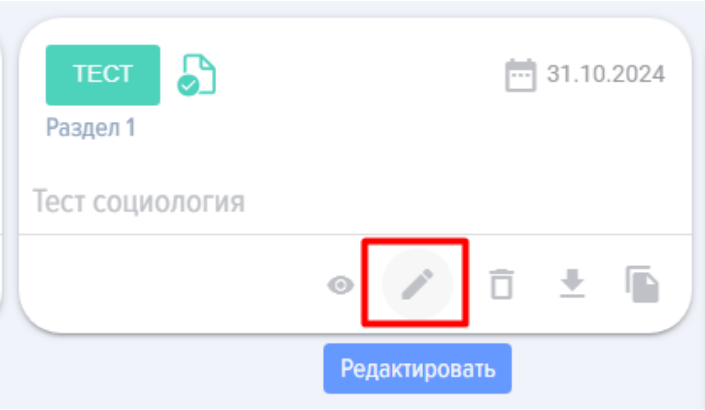 ТЕСТ
31.10.2024
Раздел 1
Тест социология
Редактировать